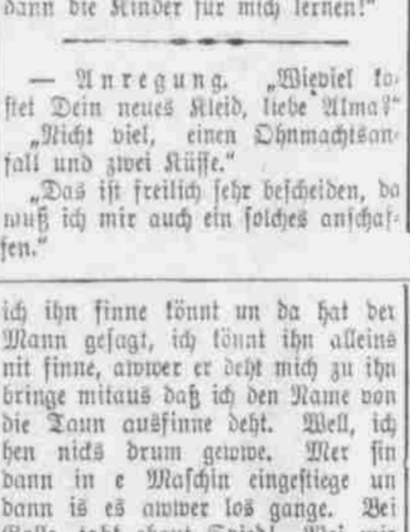 dann die Kinder für mich lernen!“
— Anregung. „Wieviel ko-
stet Dein neues Kleid, liebe Alma?“
„Nicht viel, einen Ohnmachtsan-
fall und zwei Küsse.“
„Das ist freilich sehr bescheiden, da
muß ich mir auch ein solches anschaf-
fen.“
ich ihn finne könnt un da hat der
Mann gesagt, ich könnt ihn alleins
nit finne, awwer er deht mich zu ihn
bringe mitaus daß ich den Name von
die Taun ausfinne deht. Well, ich
hen nicks drum gewwe. Mer sin
dann in e Maschin eingestiege un
dann is es awwer los gange. Bei